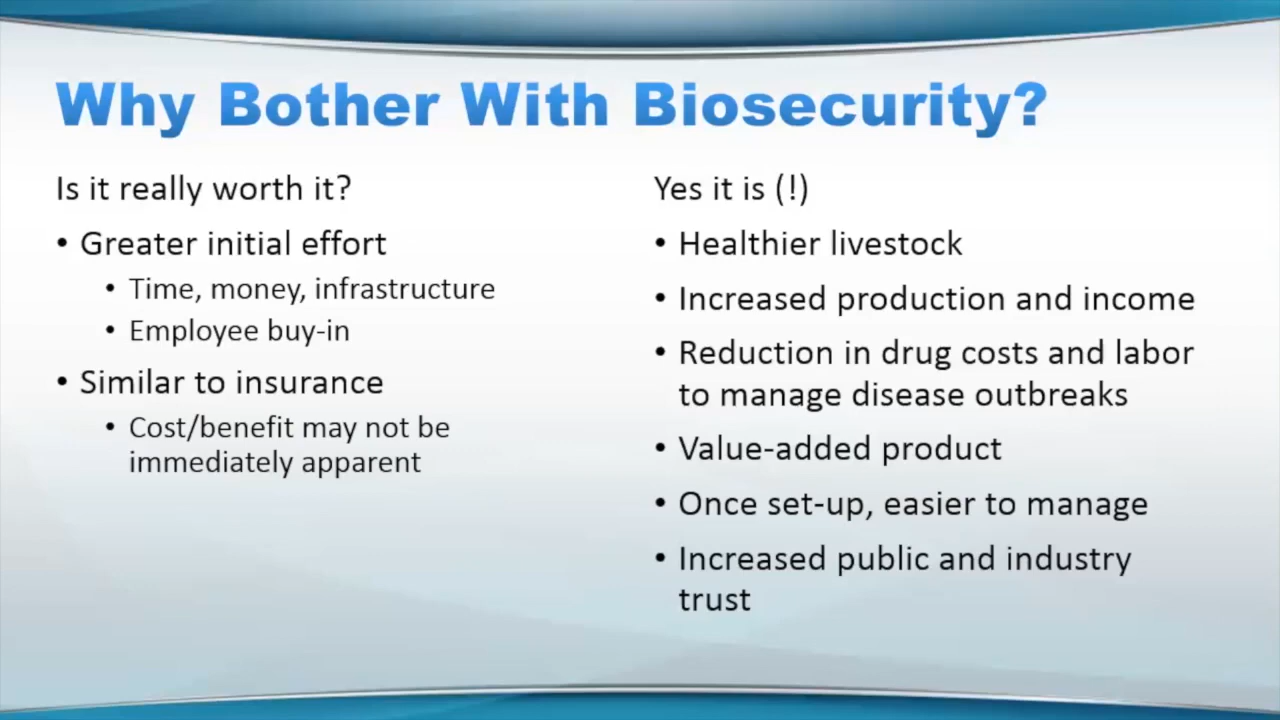 Why Bother With Biosecurity?
Is it really worth it?
• Greater initial effort
• Time, money, infrastructure
• Employee buy-in
• Similar to insurance
• Cost/benefit may not be
immediately apparent
Yes it is (!)
• Healthier livestock
• Increased production and income
• Reduction in drug costs and labor
to manage disease outbreaks
• Value-added product
• Once set-up, easier to manage
• Increased public and industry
trust